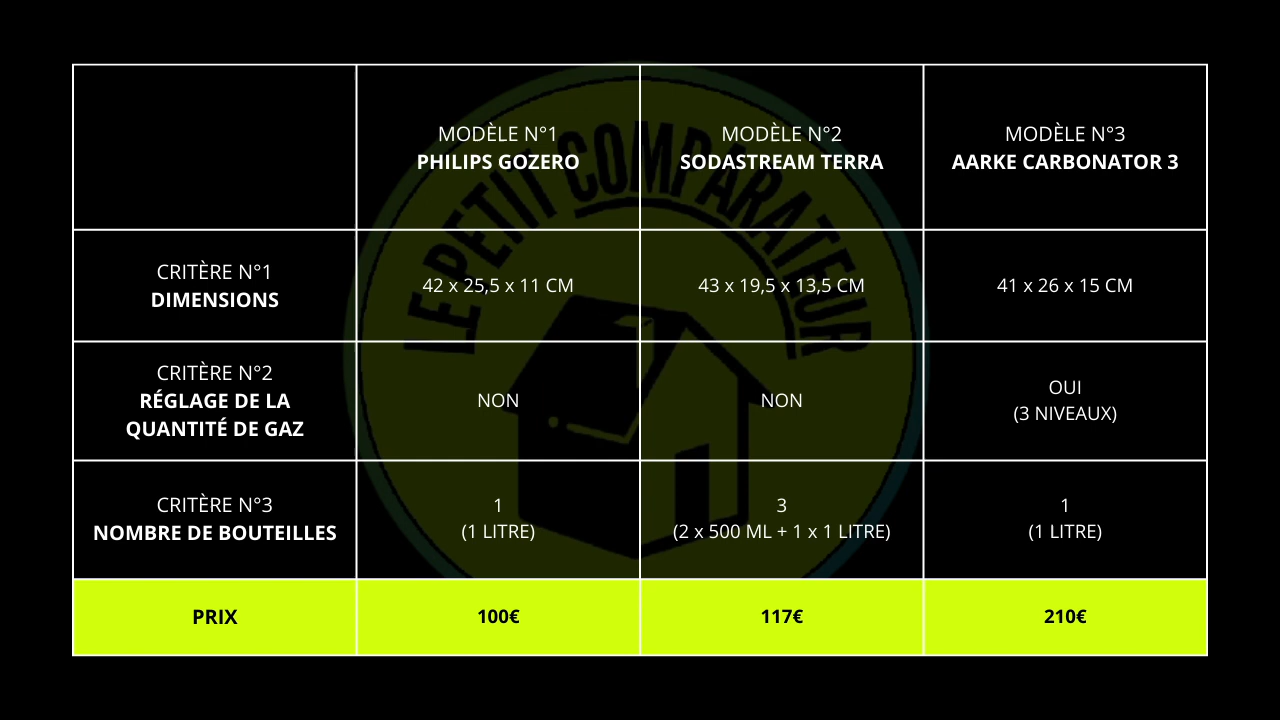 LE PETIT COMPARATEUR
MODÈLE N°1
PHILIPS GOZERO
MODÈLE N°2
SODASTREAM TERRA
MODÈLE N°3
AARKE CARBONATOR 3
CRITÈRE N°1
DIMENSIONS
42 x 25,5 x 11 CM
43 x 19,5 x 13,5 CM
41 x 26 x 15 CM
CRITÈRE N°2
RÉGLAGE DE LA
QUANTITÉ DE GAZ
NON
NON
OUI
(3 NIVEAUX)
CRITÈRE N°3
NOMBRE DE BOUTEILLES
1
(1 LITRE)
3
(2 x 500 ML + 1 x 1 LITRE)
1
(1 LITRE)
PRIX
100€
117€
210€